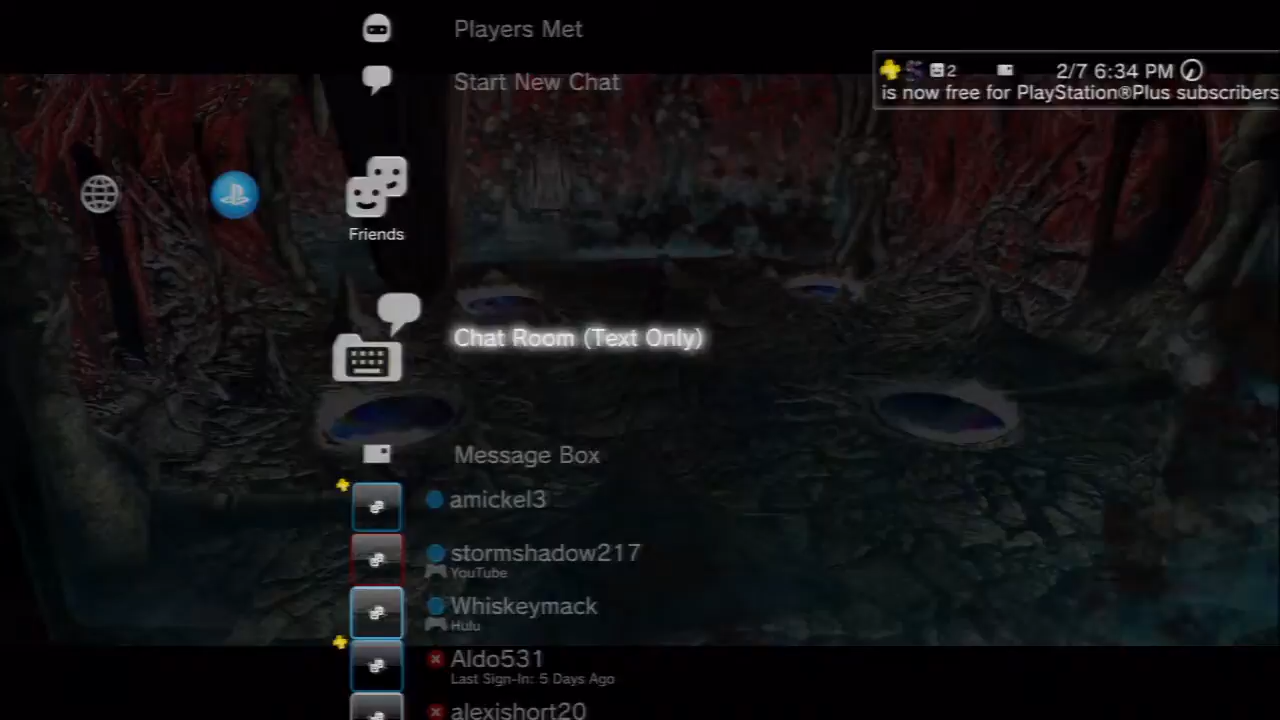 Players Met
Start New Chat
2 2/7 6:34 PM
is now free for PlayStation®Plus subscribers
Friends
Chat Room (Text Only)
Message Box
amickel3
stormshadow217
YouTube
Whiskeymack
Hulu
Aldo531
Last Sign-In: 5 Days Ago
alexishort20